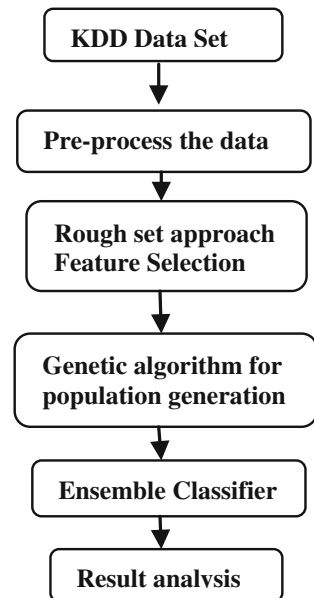 KDD Data Set
Pre-process the data
Rough set approach
Feature Selection
Genetic algorithm for
population generation
Ensemble Classifier
Result analysis